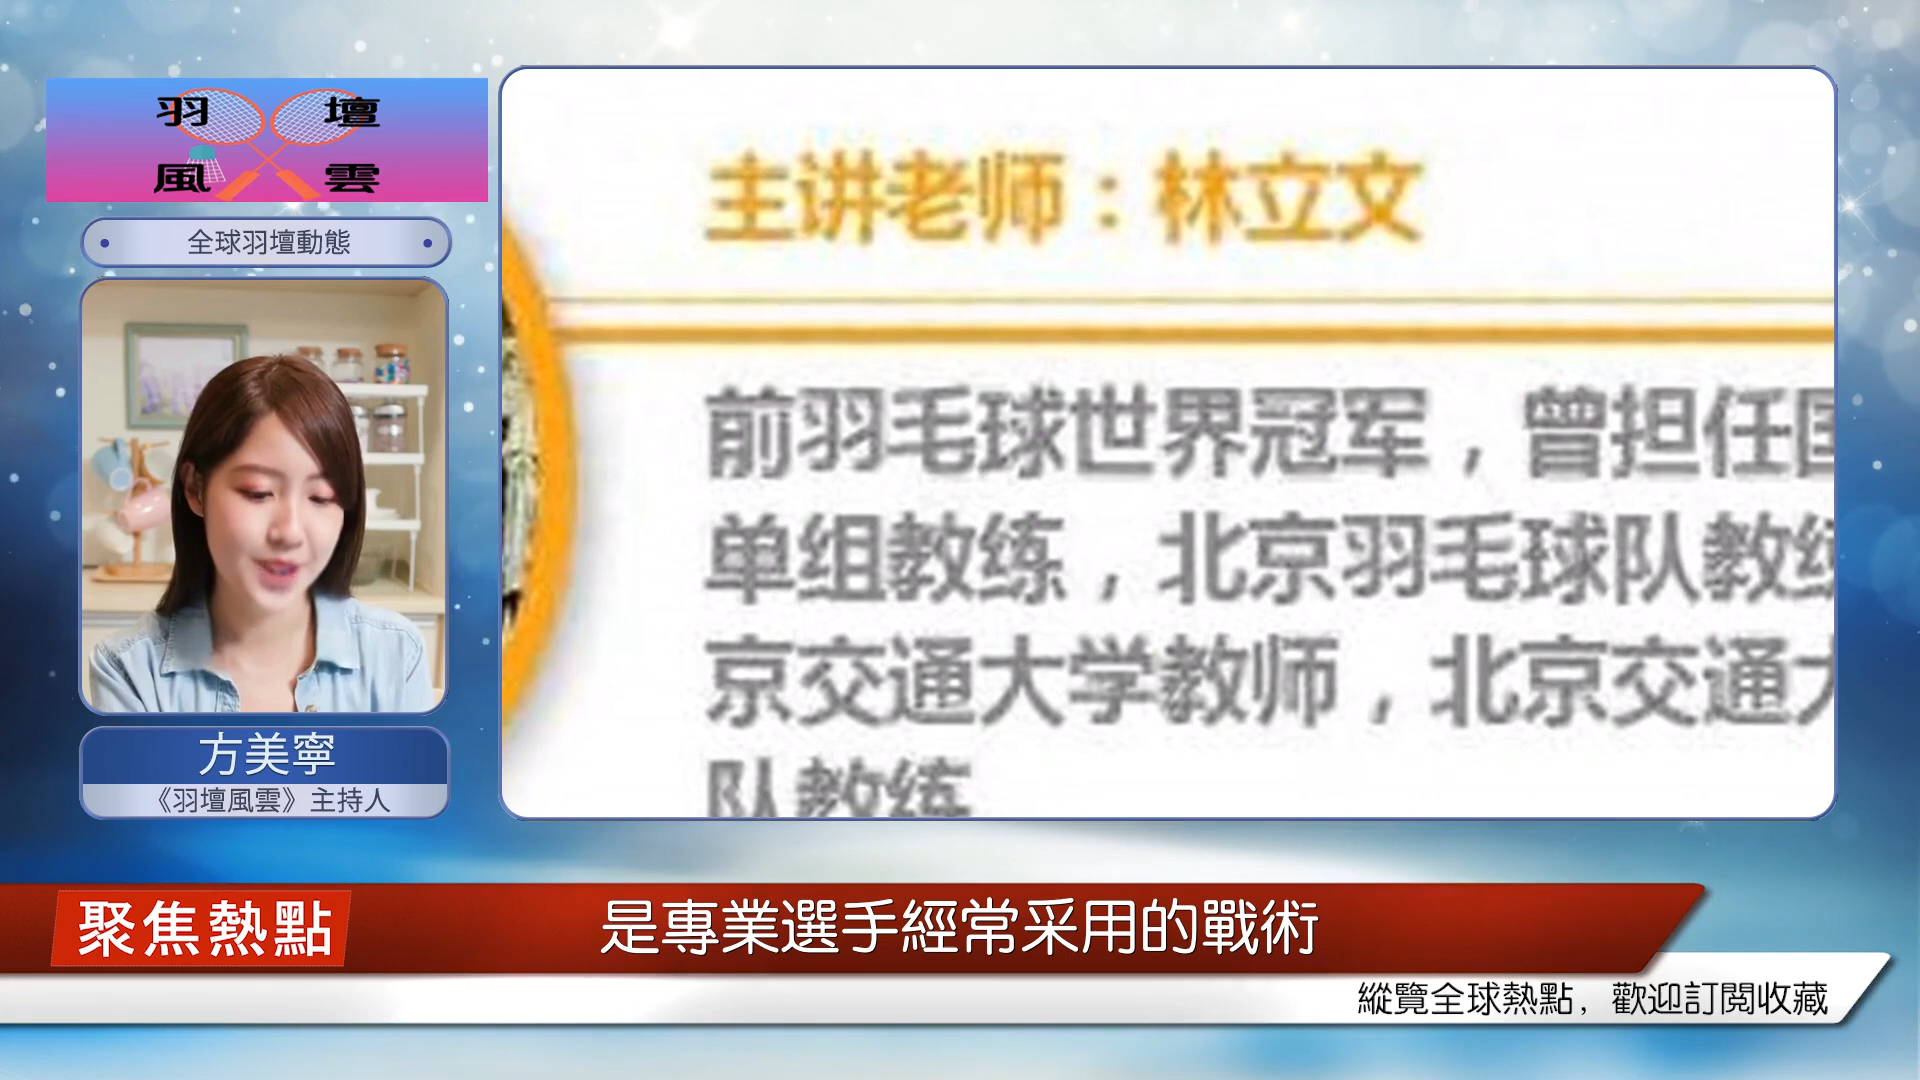 羽壇
風雲
全球羽壇動態
方美寧
《羽壇風雲》主持人
主讲老师：林立文
前羽毛球世界冠军，曾担任国
单组教练，北京羽毛球队教练
京交通大学教师，北京交通大
队教练
聚焦熱點
是專業選手經常采用的戰術
縱覽全球熱點，歡迎訂閱收藏